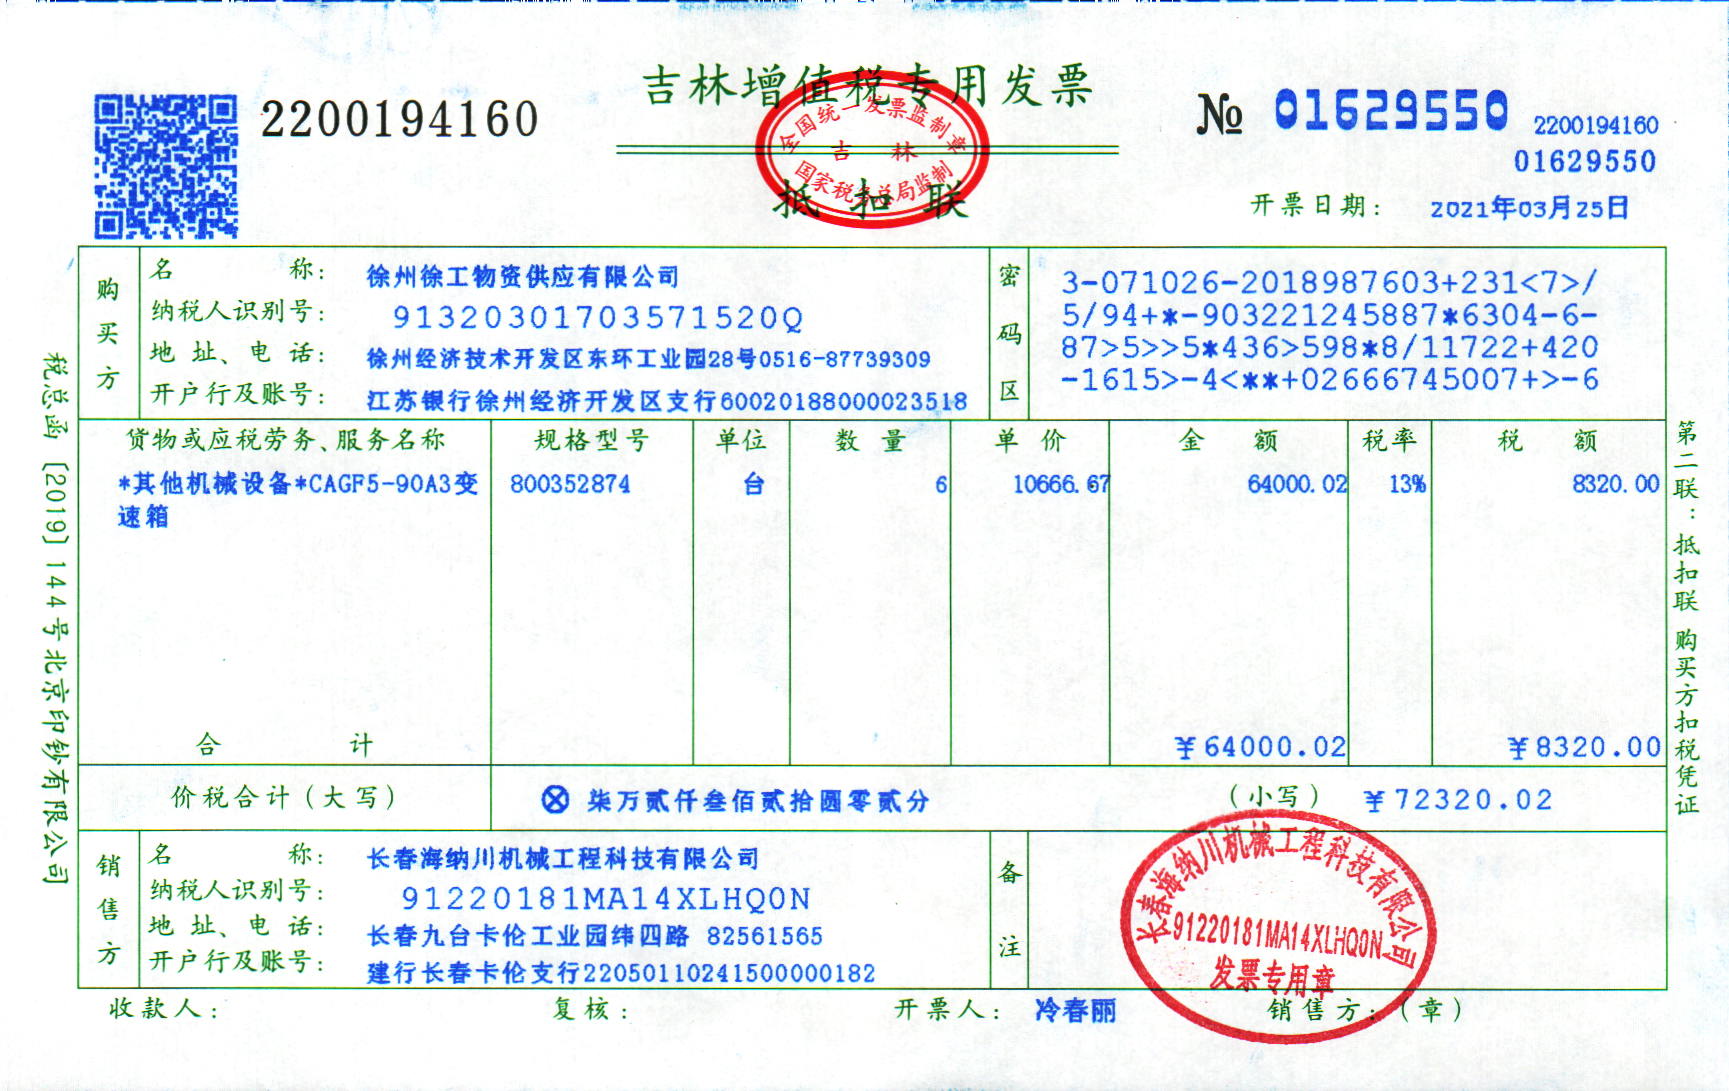 吉林增值税专用发票
2200194160
№ 01629550
2200194160
01629550
全国统一发票监制章
吉 林
国家税务总局监制
抵扣联
开票日期: 2021年03月25日
购买方
名 称: 徐州徐工物资供应有限公司
纳税人识别号: 91320301703571520Q
地 址、电 话: 徐州经济技术开发区东环工业园28号0516-87739309
开户行及账号: 江苏银行徐州经济开发区支行60020188000023518
密码区
3-071026-2018987603+231<7>/
5/94+*-903221245887*6304-6-
87>5>>5*436>598*8/11722+420
-1615>-4<**+02666745007+>-6
货物或应税劳务、服务名称 规格型号 单位 数 量 单 价 金 额 税率 税 额
*其他机械设备*CAGF5-90A3变 800352874 台 6 10666.67 64000.02 13% 8320.00
速箱
合 计 ¥64000.02 ¥8320.00
价税合计(大写) ⊗ 柒万贰仟叁佰贰拾圆零贰分 (小写) ¥72320.02
销售方
名 称: 长春海纳川机械工程科技有限公司
纳税人识别号: 91220181MA14XLHQ0N
地 址、电 话: 长春九台卡伦工业园纬四路 82561565
开户行及账号: 建行长春卡伦支行22050110241500000182
备注
长春海纳川机械工程科技有限公司
91220181MA14XLHQ0N
发票专用章
收款人: 复核: 开票人: 冷春丽 销售方:(章)
税总函〔2019〕144号北京印钞有限公司
第二联:抵扣联 购买方扣税凭证